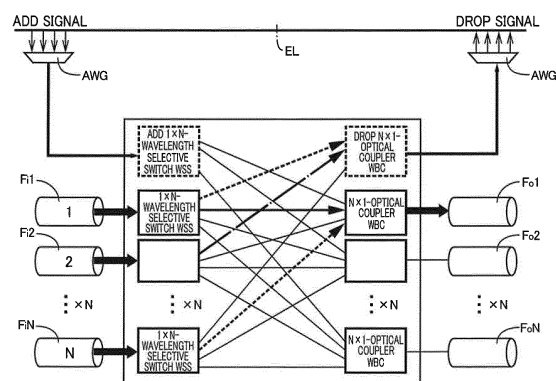 ADD SIGNAL
DROP SIGNAL
EL
AWG
AWG
ADD 1×N-
WAVELENGTH
SELECTIVE
SWITCH WSS
DROP N×1-
OPTICAL
COUPLER
WBC
Fi1
1
1×N-
WAVELENGTH
SELECTIVE
SWITCH WSS
N×1-OPTICAL
COUPLER
WBC
Fo1
Fi2
2
Fo2
⋮ ×N
⋮ ×N
⋮ ×N
⋮ ×N
FiN
N
1×N-
WAVELENGTH
SELECTIVE
SWITCH WSS
N×1-OPTICAL
COUPLER
WBC
FoN